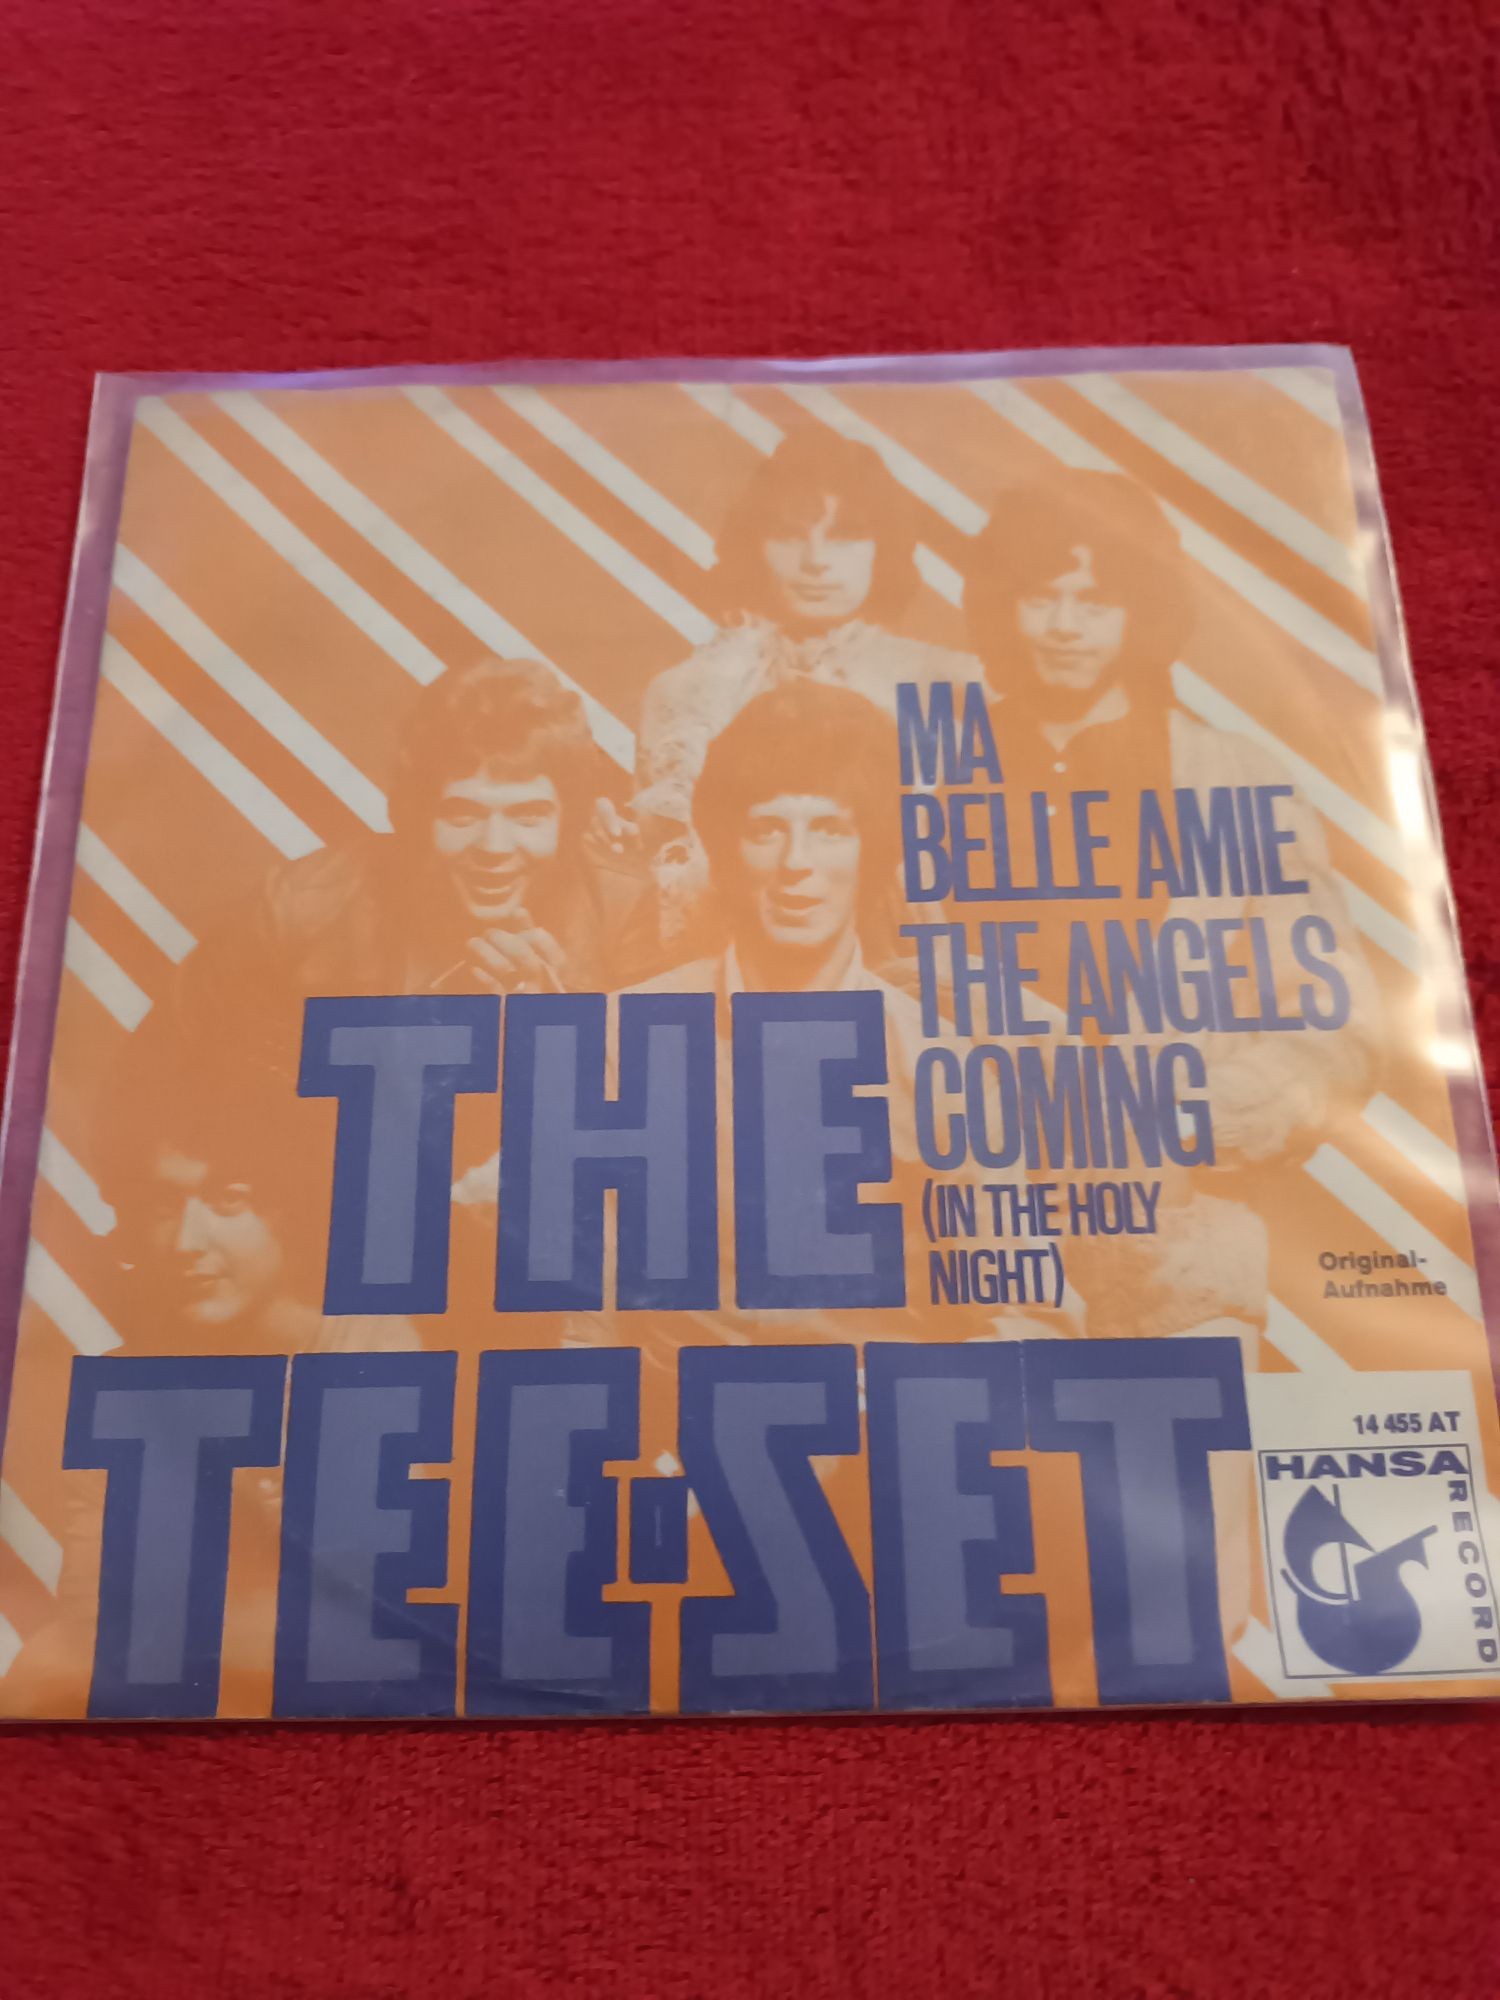 MA
BELLE AMIE
THE ANGELS
COMING
(IN THE HOLY
NIGHT)
THE
TEE-SET
Original-
Aufnahme
14 455 AT
HANSA
RECORD